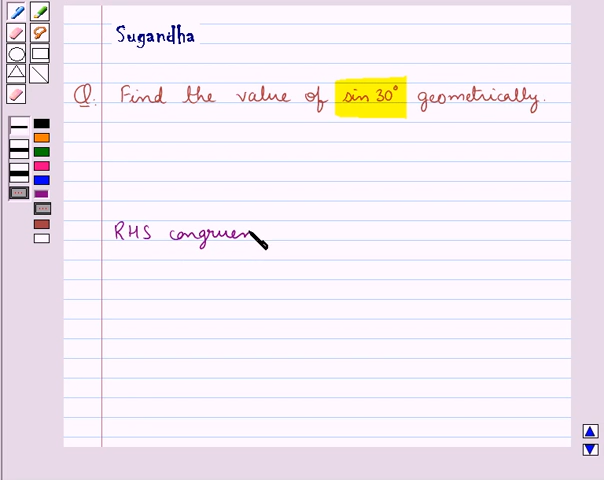 Sugandha
Q. Find the value of sin 30° geometrically.
RHS congruen